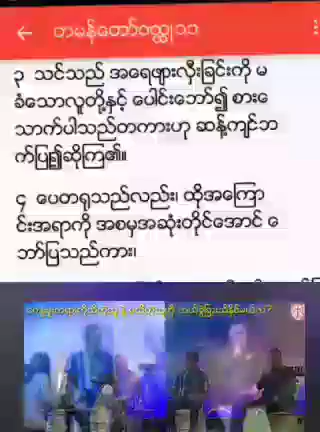 တမန်တော်ဝတ္ထု၁၁
၃ သင်သည် အရေဖျားလှီးခြင်းကို မ
ခံသောလူတို့နှင့် ပေါင်းဘော်၍ စားသေ
ာက်ပါသည်တကားဟု ဆန့်ကျင်ဘ
က်ပြု၍ဆိုကြ၏။
၄ ပေတရုသည်လည်း၊ ထိုအကြော
င်းအရာကို အစမှအဆုံးတိုင်အောင် ဖေ
ာ်ပြသည်ကား၊